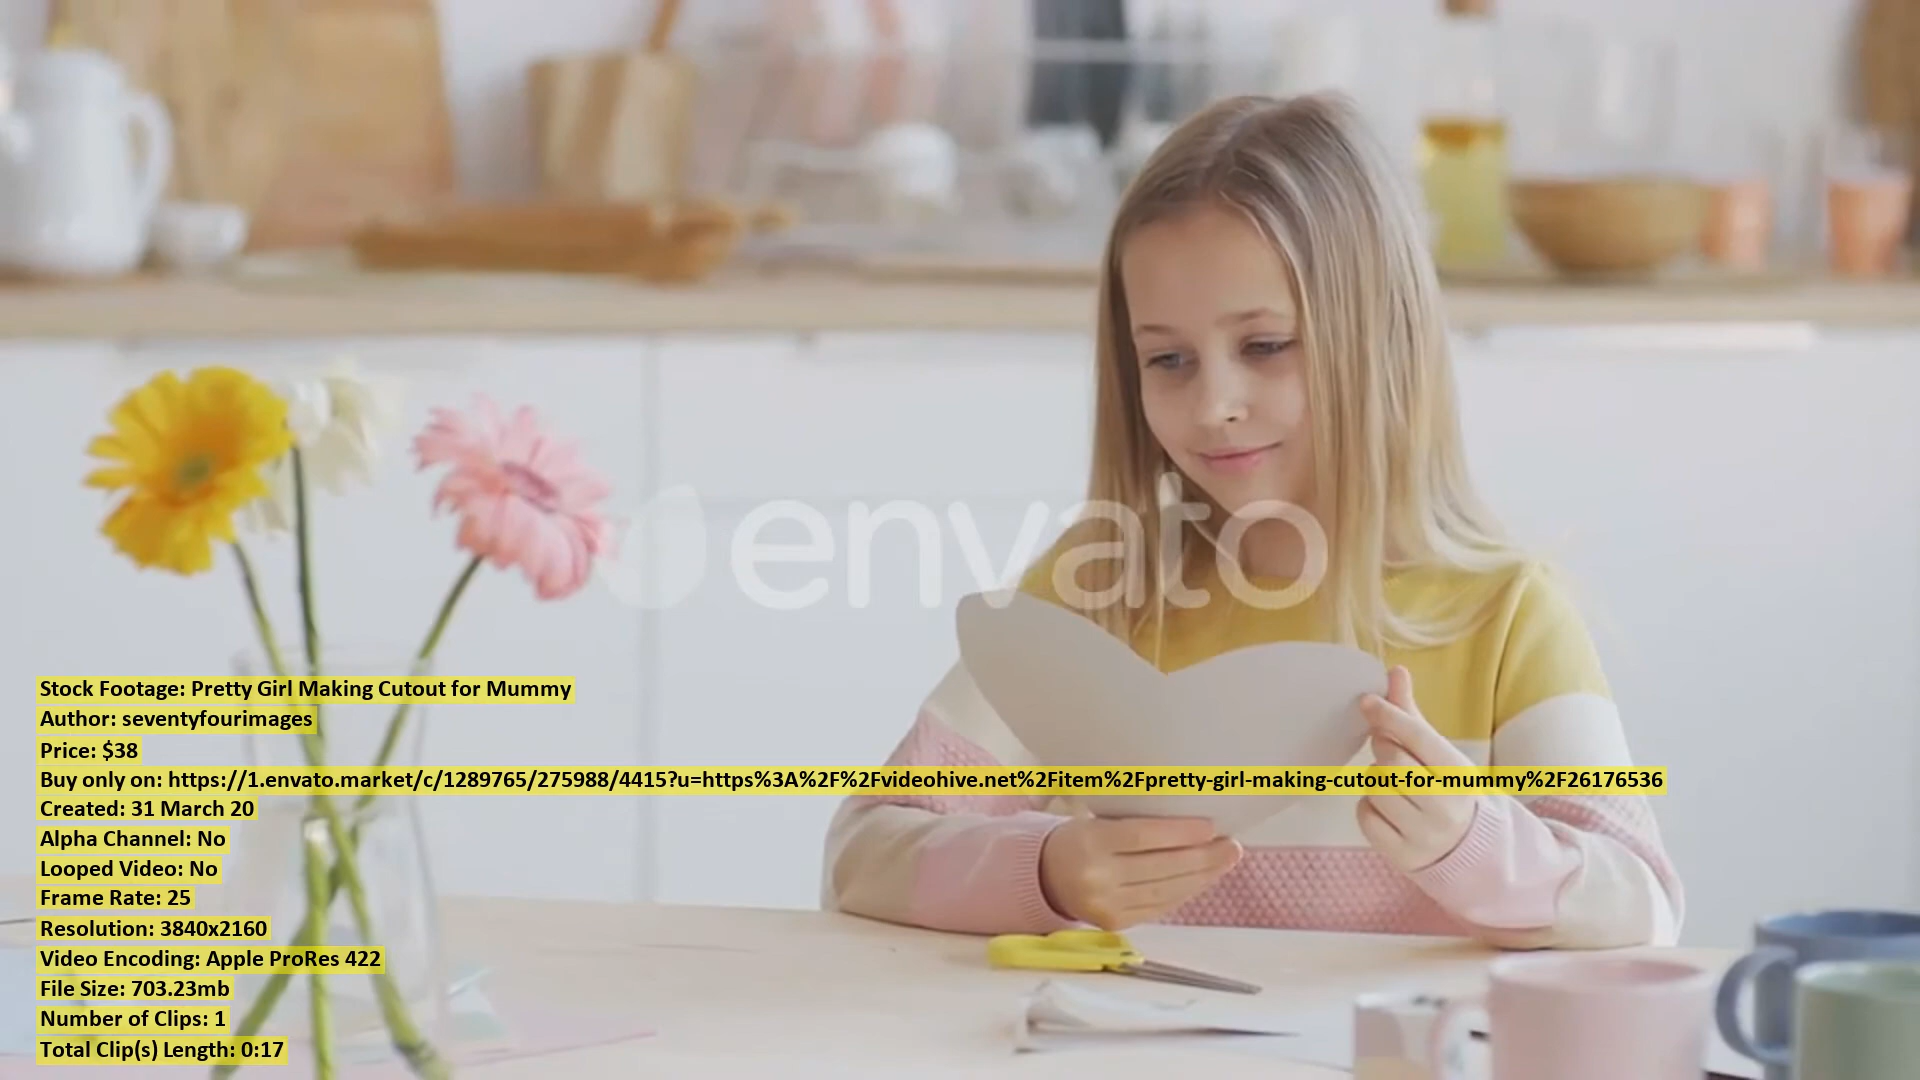 envato
Stock Footage: Pretty Girl Making Cutout for Mummy
Author: seventyfourimages
Price: $38
Buy only on: https://1.envato.market/c/1289765/275988/4415?u=https%3A%2F%2Fvideohive.net%2Fitem%2Fpretty-girl-making-cutout-for-mummy%2F26176536
Created: 31 March 20
Alpha Channel: No
Looped Video: No
Frame Rate: 25
Resolution: 3840x2160
Video Encoding: Apple ProRes 422
File Size: 703.23mb
Number of Clips: 1
Total Clip(s) Length: 0:17